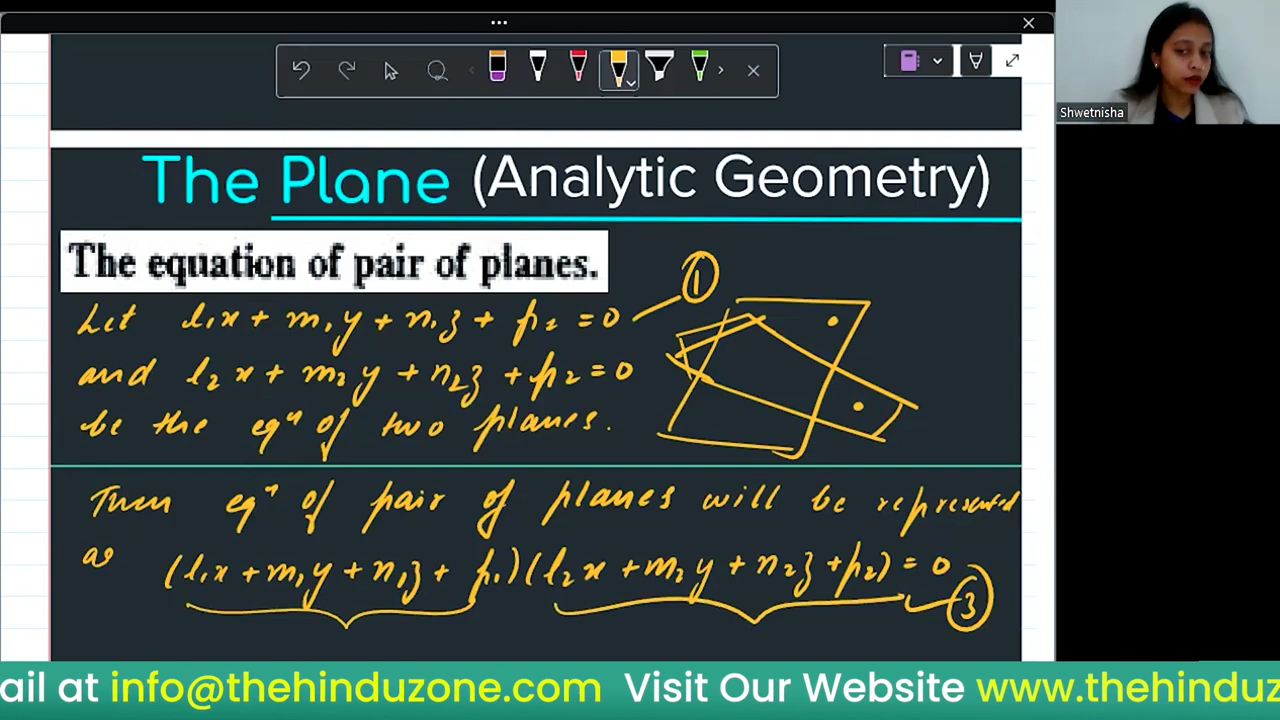 Shwetnisha
The Plane (Analytic Geometry)
The equation of pair of planes.
Let l₁x + m₁y + n₁z + p₂ = 0 — ①
and l₂x + m₂y + n₂z + p₂ = 0
be the eqⁿ of two planes.
Then eqⁿ of pair of planes will be represented
as (l₁x + m₁y + n₁z + p₁)(l₂x + m₂y + n₂z + p₂) = 0 — ③
ail at info@thehinduzone.com Visit Our Website www.thehinduz